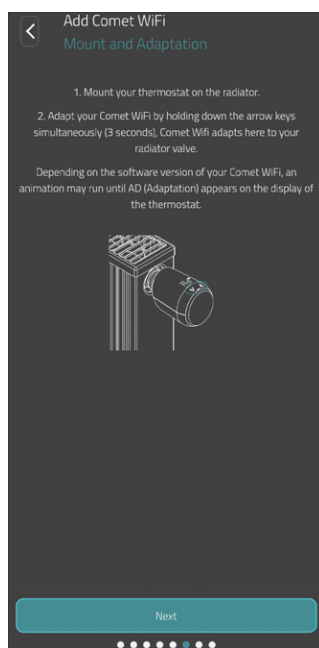 Add Comet WiFi
Mount and Adaptation
1. Mount your thermostat on the radiator.
2. Adapt your Comet WiFi by holding down the arrow keys
simultaneously (3 seconds), Comet Wifi adapts here to your
radiator valve.
Depending on the software version of your Comet WiFi, an
animation may run until AD (Adaptation) appears on the display of
the thermostat.
Next